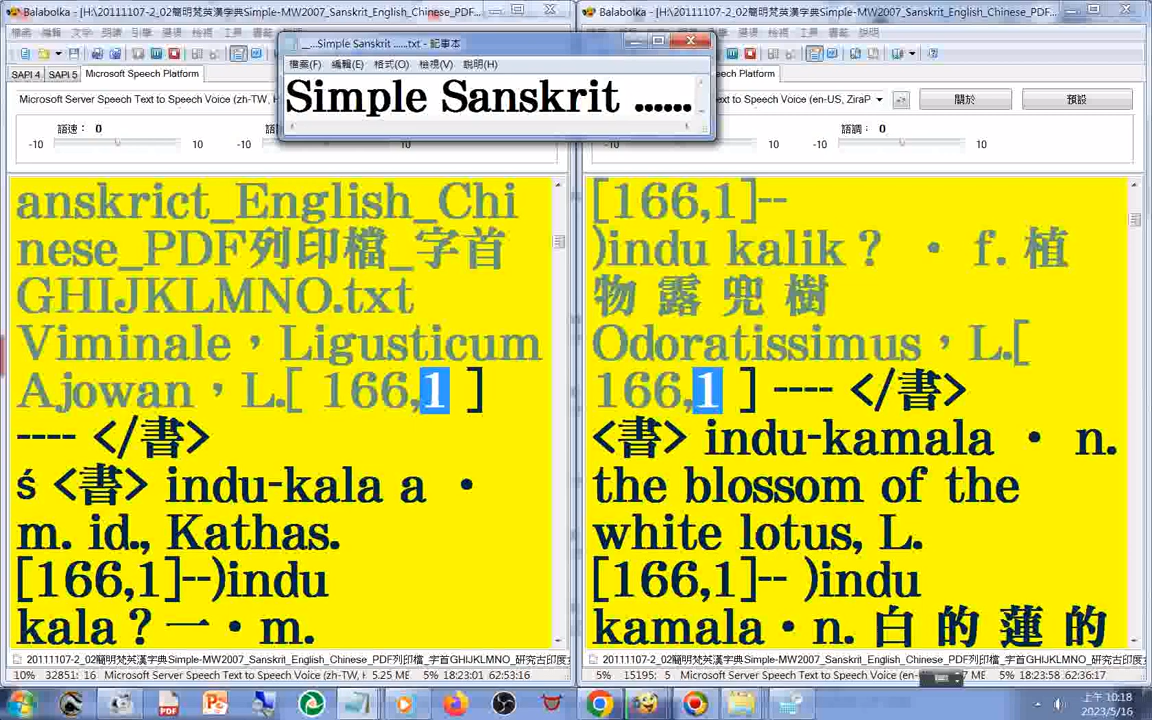 Balabolka - [H:\20111107-2_02簡明梵英漢字典Simple-MW2007_Sanskrit_English_Chinese_PDF...
Balabolka - [H:\20111107-2_02簡明梵英漢字典Simple-MW2007_Sanskrit_English_Chinese_PDF...
__...Simple Sanskrit ......txt - 記事本
檔案(F) 編輯(E) 格式(O) 檢視(V) 說明(H)
Simple Sanskrit ......
SAPI 4 SAPI 5 Microsoft Speech Platform
Microsoft Server Speech Text to Speech Voice (zh-TW, H
語速： 0
-10 10 -10 10
eech Platform
ext to Speech Voice (en-US, ZiraP
關於 預設
語調： 0
-10 10
anskrict_English_Chi
nese_PDF列印檔_字首
GHIJKLMNO.txt
Viminale，Ligusticum
Ajowan，L.[ 166,1 ]
---- </書>
ś <書> indu-kala a ‧
m. id., Kathas.
[166,1]--)indu
kala？一‧m.
[166,1]--
)indu kalik？ ‧ f. 植
物 露 兜 樹
Odoratissimus，L.[
166,1 ] ---- </書>
<書> indu-kamala ‧ n.
the blossom of the
white lotus, L.
[166,1]-- )indu
kamala‧n. 白 的 蓮 的
20111107-2_02簡明梵英漢字典Simple-MW2007_Sanskrit_English_Chinese_PDF列印檔_字首GHIJKLMNO_研究古印度
20111107-2_02簡明梵英漢字典Simple-MW2007_Sanskrit_English_Chinese_PDF列印檔_字首GHIJKLMNO_研究古印度
10% 32851: 16 Microsoft Server Speech Text to Speech Voice (zh-TW, H 5.25 ME 5% 18:23:01 62:53:16
5% 15195: 5 Microsoft Server Speech Text to Speech Voice ME 5% 18:23:58 62:36:17
上午 10:18
2023/5/16